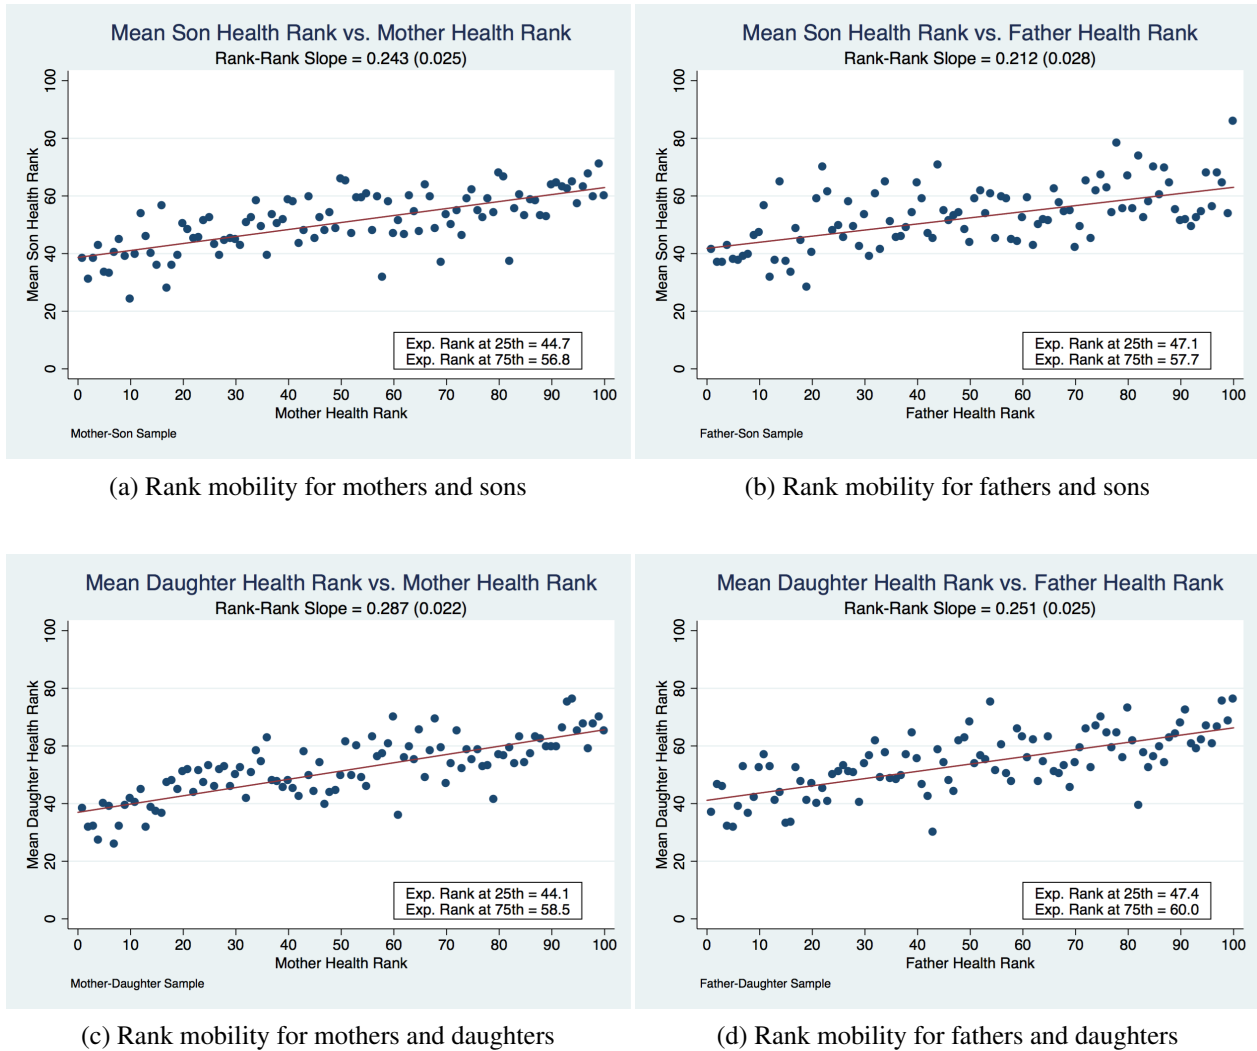 Mean Son Health Rank vs. Mother Health Rank
Rank-Rank Slope = 0.243 (0.025)
Mean Son Health Rank
100
80
60
40
20
0
Exp. Rank at 25th = 44.7
Exp. Rank at 75th = 56.8
0 10 20 30 40 50 60 70 80 90 100
Mother Health Rank
Mother-Son Sample
(a) Rank mobility for mothers and sons
Mean Son Health Rank vs. Father Health Rank
Rank-Rank Slope = 0.212 (0.028)
Mean Son Health Rank
100
80
60
40
20
0
Exp. Rank at 25th = 47.1
Exp. Rank at 75th = 57.7
0 10 20 30 40 50 60 70 80 90 100
Father Health Rank
Father-Son Sample
(b) Rank mobility for fathers and sons
Mean Daughter Health Rank vs. Mother Health Rank
Rank-Rank Slope = 0.287 (0.022)
Mean Daughter Health Rank
100
80
60
40
20
0
Exp. Rank at 25th = 44.1
Exp. Rank at 75th = 58.5
0 10 20 30 40 50 60 70 80 90 100
Mother Health Rank
Mother-Daughter Sample
(c) Rank mobility for mothers and daughters
Mean Daughter Health Rank vs. Father Health Rank
Rank-Rank Slope = 0.251 (0.025)
Mean Daughter Health Rank
100
80
60
40
20
0
Exp. Rank at 25th = 47.4
Exp. Rank at 75th = 60.0
0 10 20 30 40 50 60 70 80 90 100
Father Health Rank
Father-Daughter Sample
(d) Rank mobility for fathers and daughters